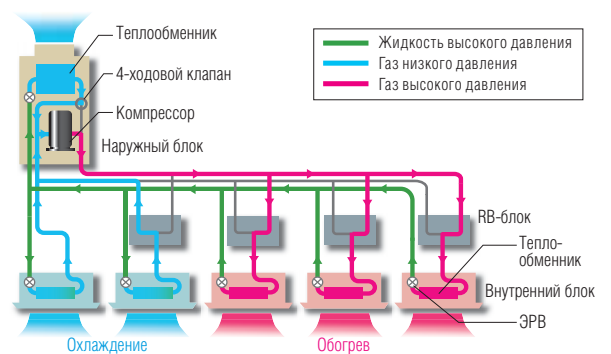 Теплообменник
4-ходовой клапан
Компрессор
Наружный блок
Жидкость высокого давления
Газ низкого давления
Газ высокого давления
RB-блок
Тепло-
обменник
Внутренний блок
ЭРВ
Охлаждение
Обогрев